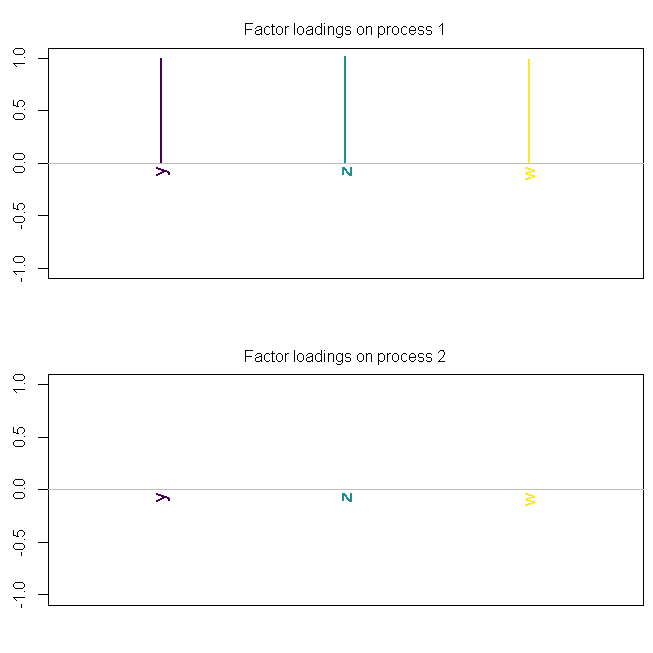 Factor loadings on process 1
1.0
0.5
0.0
-0.5
-1.0
y
z
w
Factor loadings on process 2
1.0
0.5
0.0
-0.5
-1.0
y
z
w